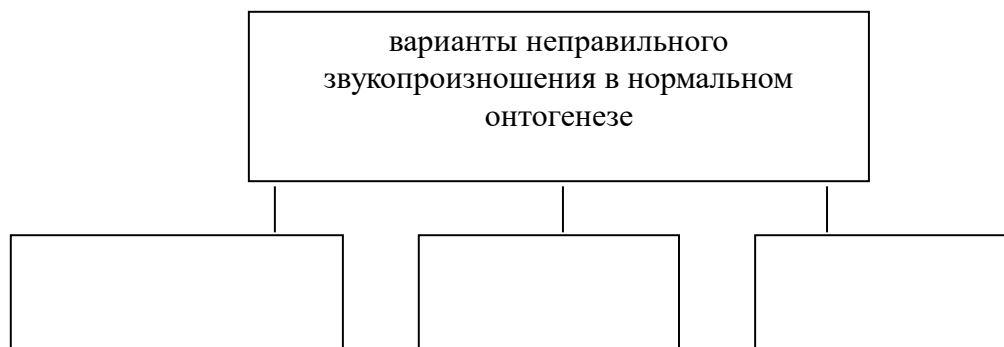 варианты неправильного
звукопроизношения в нормальном
онтогенезе